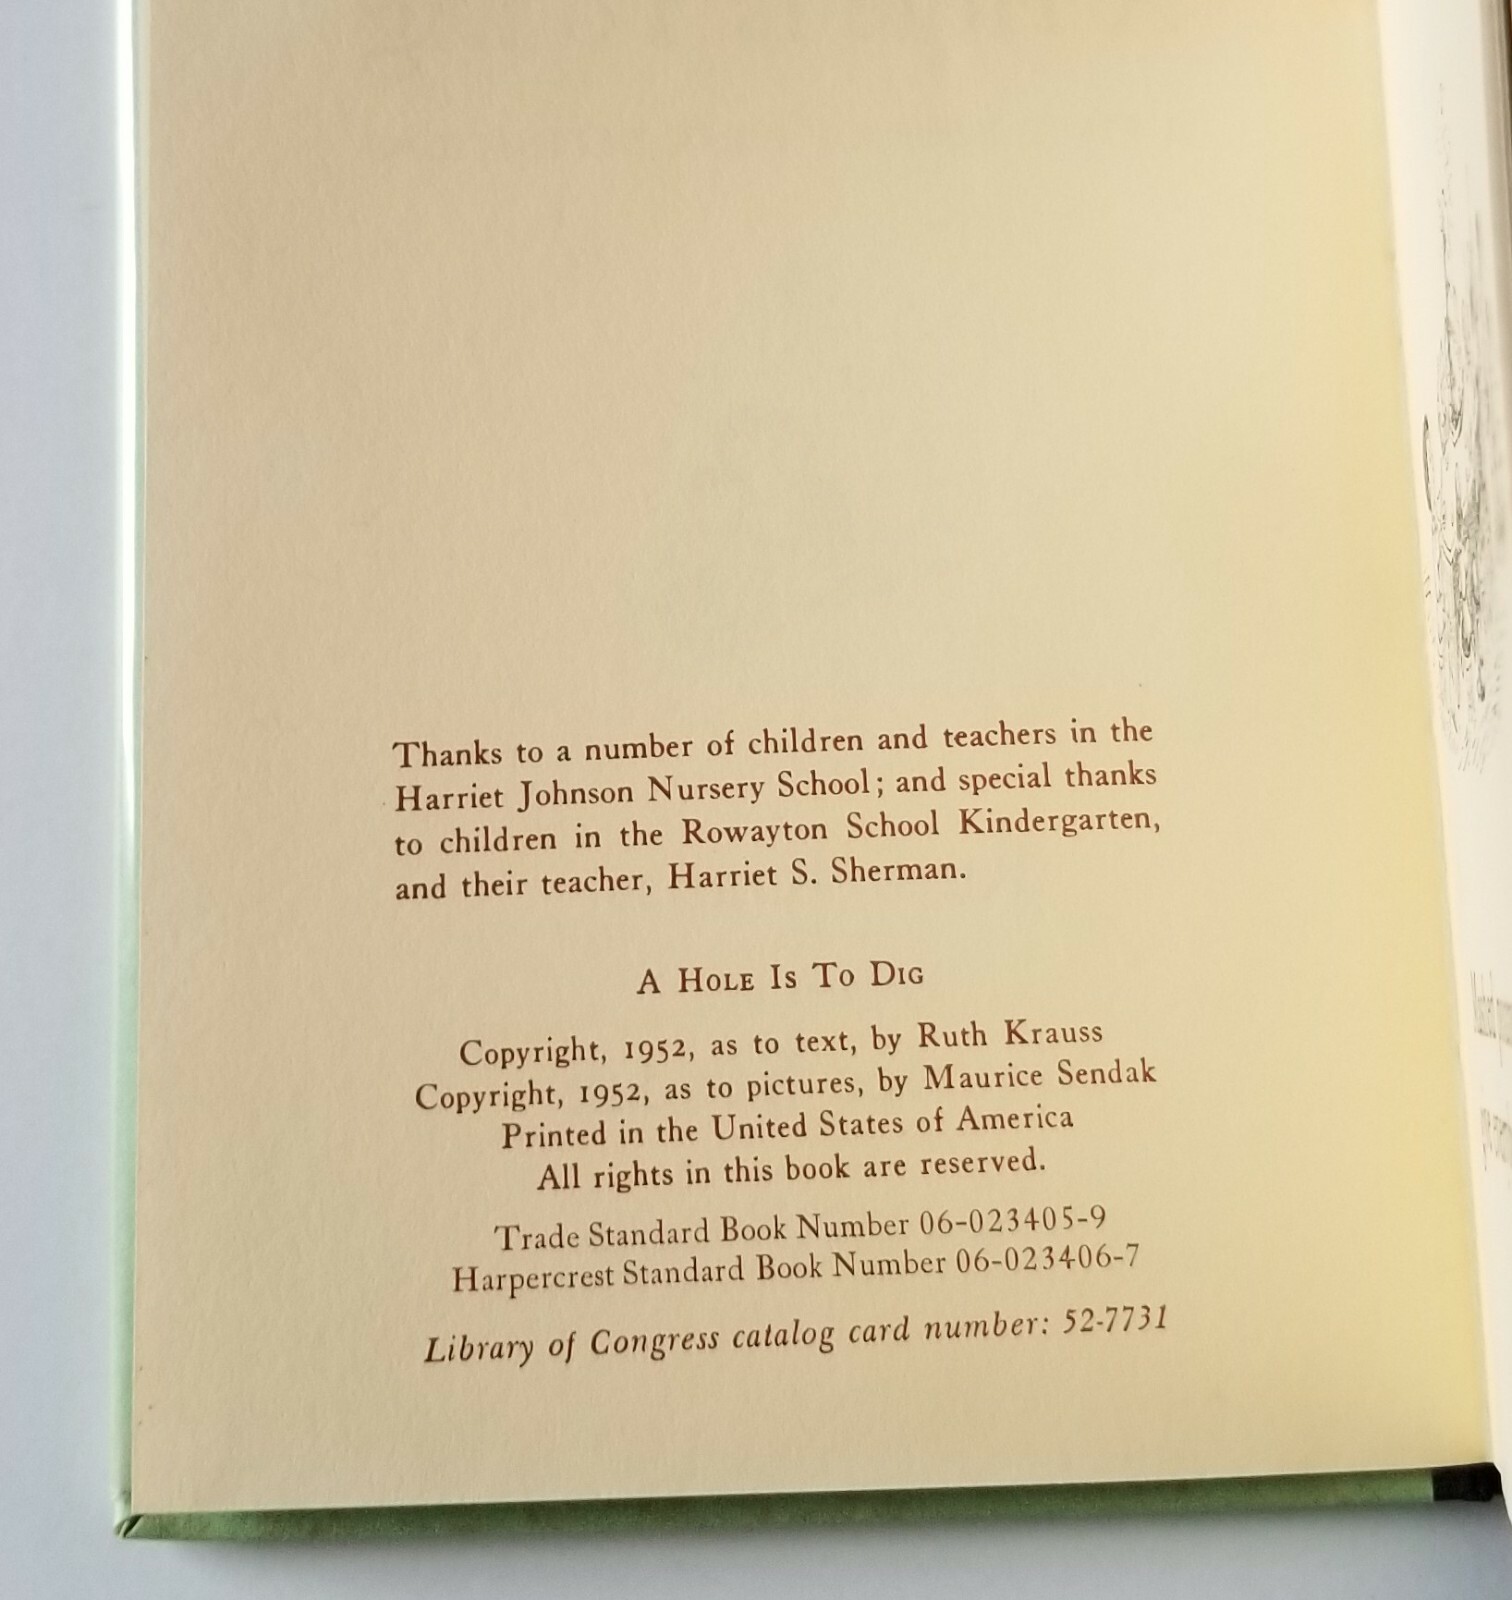 Thanks to a number of children and teachers in the
Harriet Johnson Nursery School; and special thanks
to children in the Rowayton School Kindergarten,
and their teacher, Harriet S. Sherman.
A HOLE IS TO DIG
Copyright, 1952, as to text, by Ruth Krauss
Copyright, 1952, as to pictures, by Maurice Sendak
Printed in the United States of America
All rights in this book are reserved.
Trade Standard Book Number 06-023405-9
Harpercrest Standard Book Number 06-023406-7
Library of Congress catalog card number: 52-7731